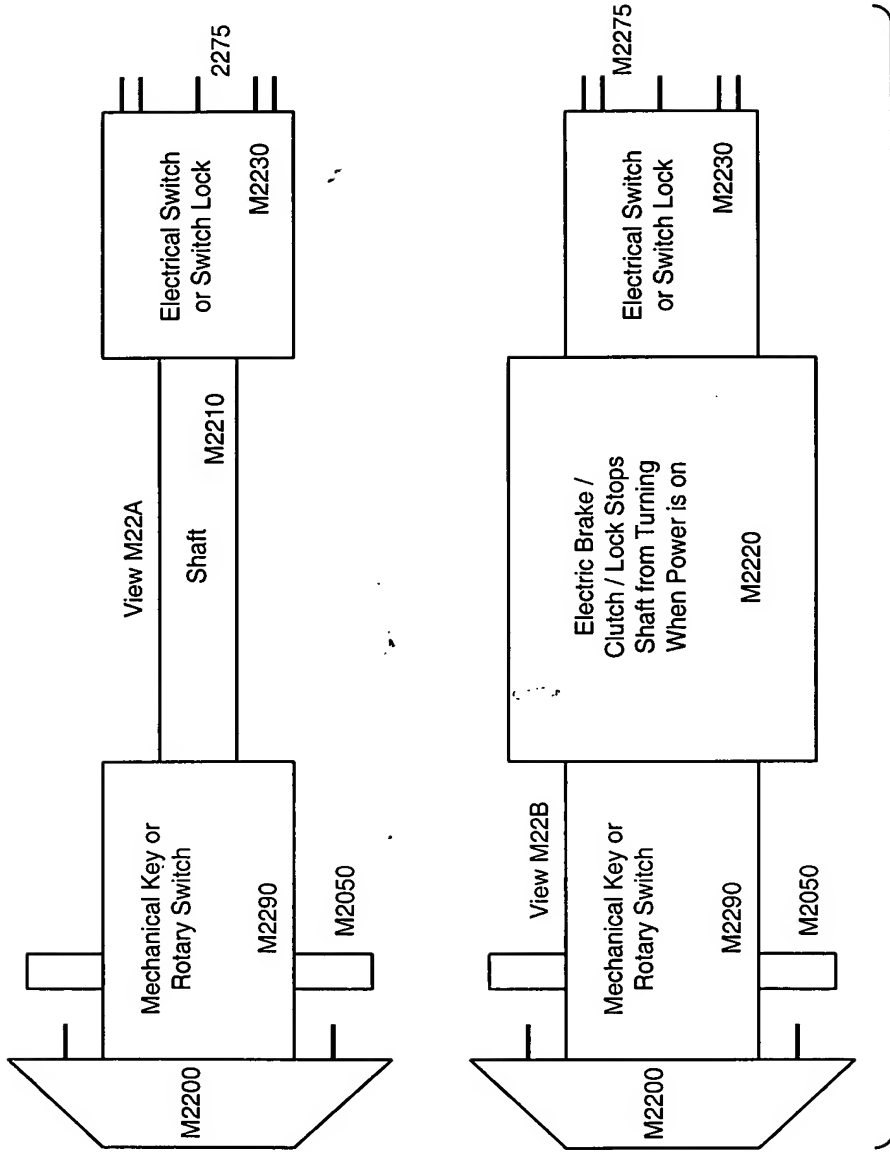 View M22A
M2200
Mechanical Key or
Rotary Switch
M2290
M2050
Shaft
M2210
Electrical Switch
or Switch Lock
M2230
2275
View M22B
M2200
Mechanical Key or
Rotary Switch
M2290
M2050
Electric Brake /
Clutch / Lock Stops
Shaft from Turning
When Power is on
M2220
Electrical Switch
or Switch Lock
M2230
M2275